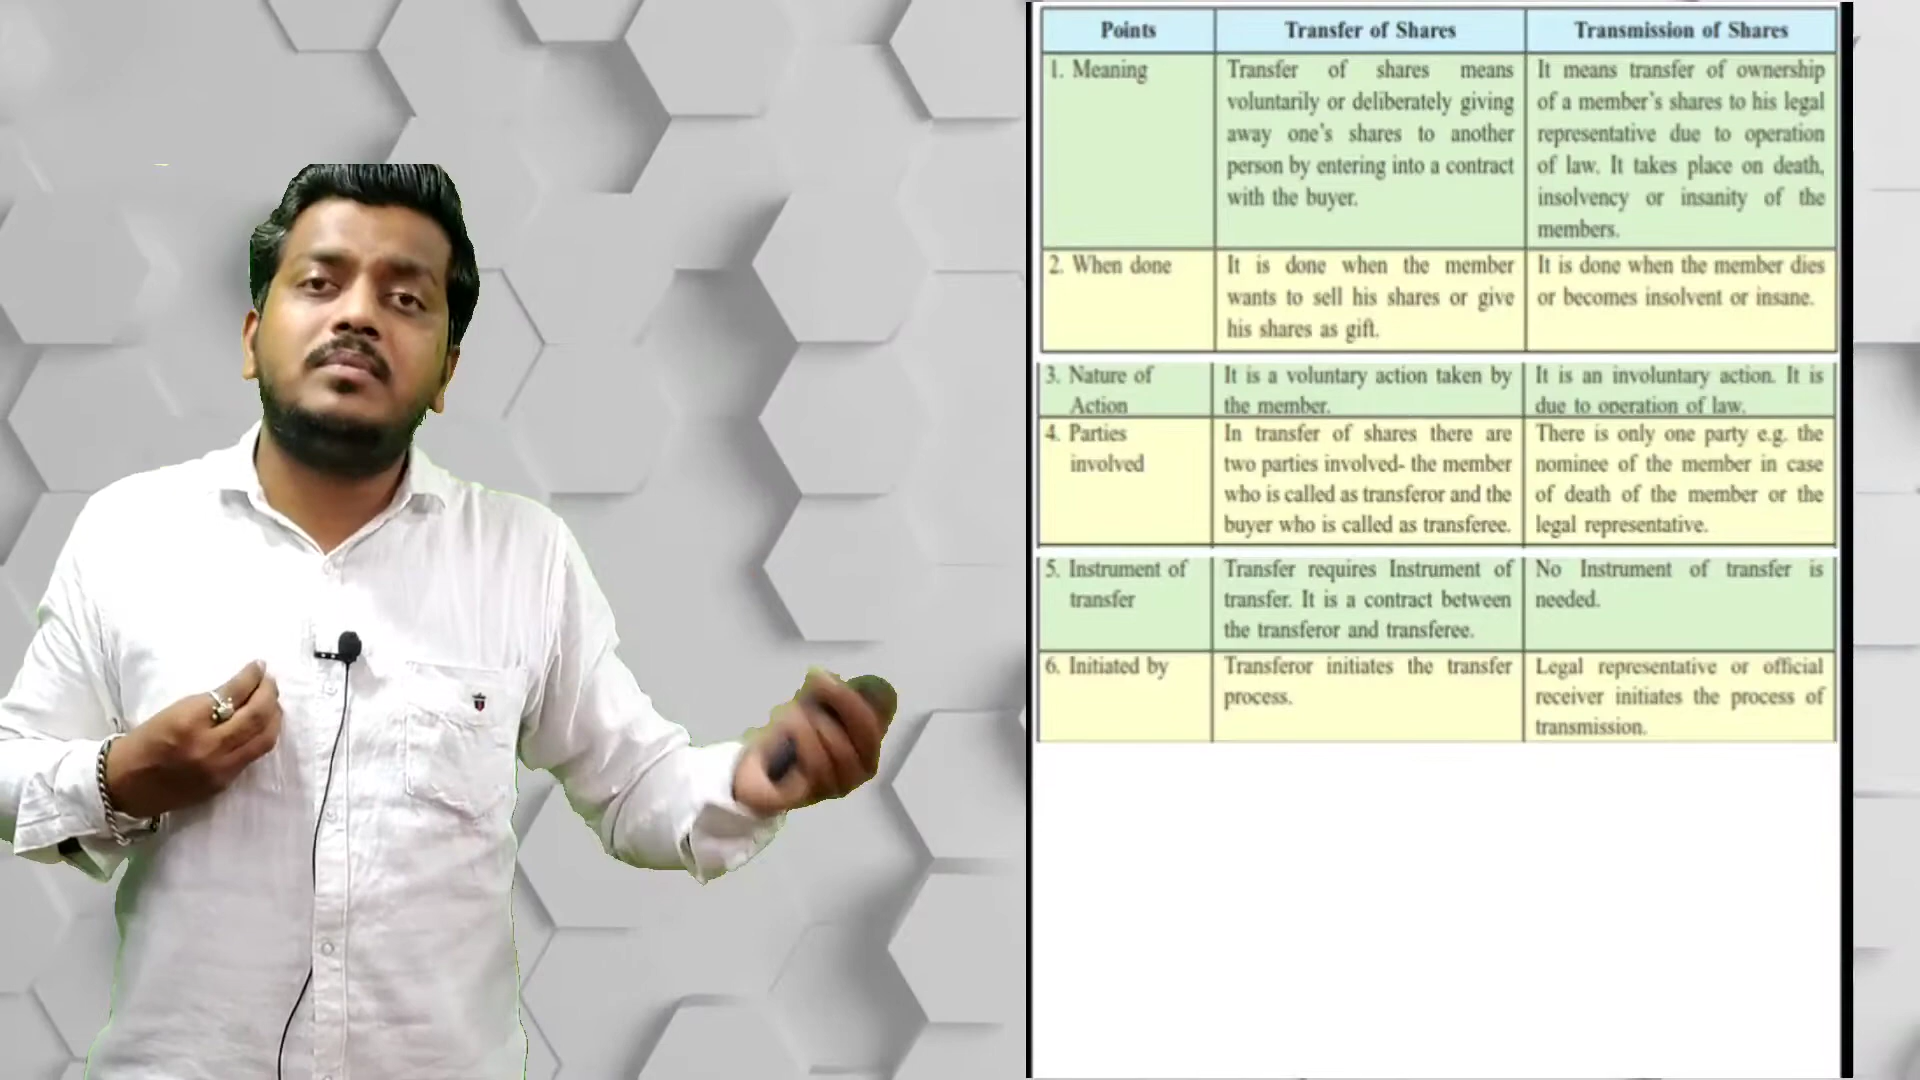 Points Transfer of Shares Transmission of Shares
1. Meaning
Transfer of shares means
voluntarily or deliberately giving
away one's shares to another
person by entering into a contract
with the buyer.
It means transfer of ownership
of a member's shares to his legal
representative due to operation
of law. It takes place on death,
insolvency or insanity of the
members.
2. When done
It is done when the member
wants to sell his shares or give
his shares as gift.
It is done when the member dies
or becomes insolvent or insane.
3. Nature of
Action
It is a voluntary action taken by
the member.
It is an involuntary action. It is
due to operation of law.
4. Parties
involved
In transfer of shares there are
two parties involved- the member
who is called as transferor and the
buyer who is called as transferee.
There is only one party e.g. the
nominee of the member in case
of death of the member or the
legal representative.
5. Instrument of
transfer
Transfer requires Instrument of
transfer. It is a contract between
the transferor and transferee.
No Instrument of transfer is
needed.
6. Initiated by
Transferor initiates the transfer
process.
Legal representative or official
receiver initiates the process of
transmission.